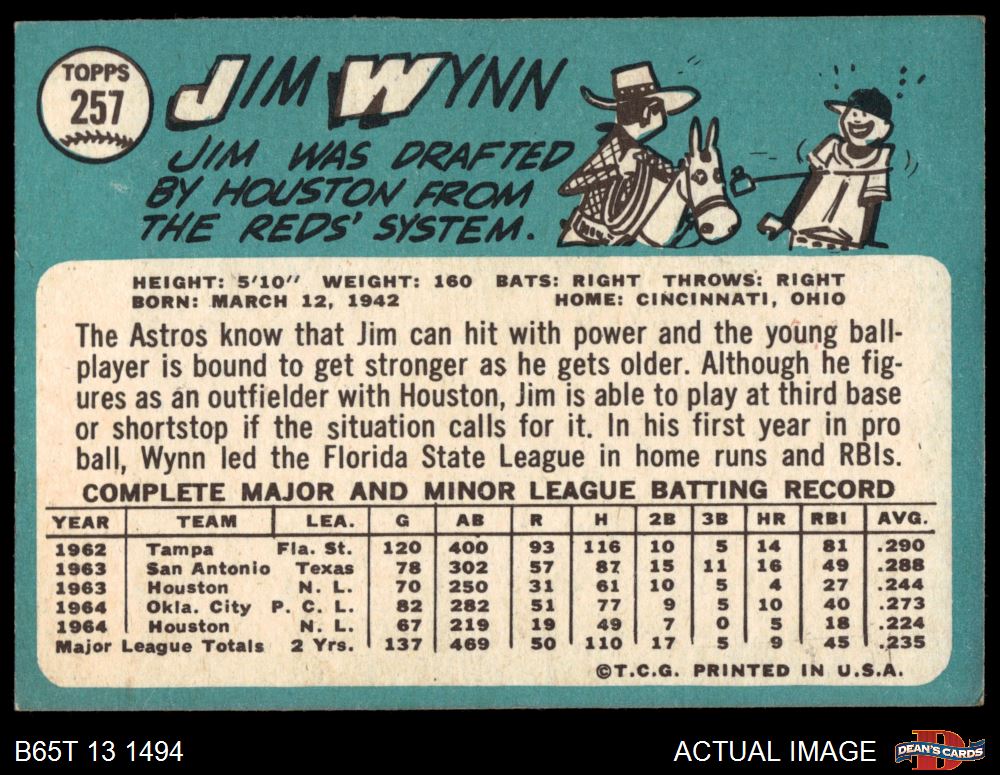 TOPPS
257
JIM WYNN
JIM WAS DRAFTED
BY HOUSTON FROM
THE REDS' SYSTEM.
HEIGHT: 5'10" WEIGHT: 160 BATS: RIGHT THROWS: RIGHT
BORN: MARCH 12, 1942 HOME: CINCINNATI, OHIO
The Astros know that Jim can hit with power and the young ball-
player is bound to get stronger as he gets older. Although he fig-
ures as an outfielder with Houston, Jim is able to play at third base
or shortstop if the situation calls for it. In his first year in pro
ball, Wynn led the Florida State League in home runs and RBIs.
COMPLETE MAJOR AND MINOR LEAGUE BATTING RECORD
YEAR TEAM LEA. G AB R H 2B 3B HR RBI AVG.
1962 Tampa Fla. St. 120 400 93 116 10 5 14 81 .290
1963 San Antonio Texas 78 302 57 87 15 11 16 49 .288
1963 Houston N. L. 70 250 31 61 10 5 4 27 .244
1964 Okla. City P. C. L. 82 282 51 77 9 5 10 40 .273
1964 Houston N. L. 67 219 19 49 7 0 5 18 .224
Major League Totals 2 Yrs. 137 469 50 110 17 5 9 45 .235
©T.C.G. PRINTED IN U.S.A.
B65T 13 1494
ACTUAL IMAGE
DEAN'S CARDS